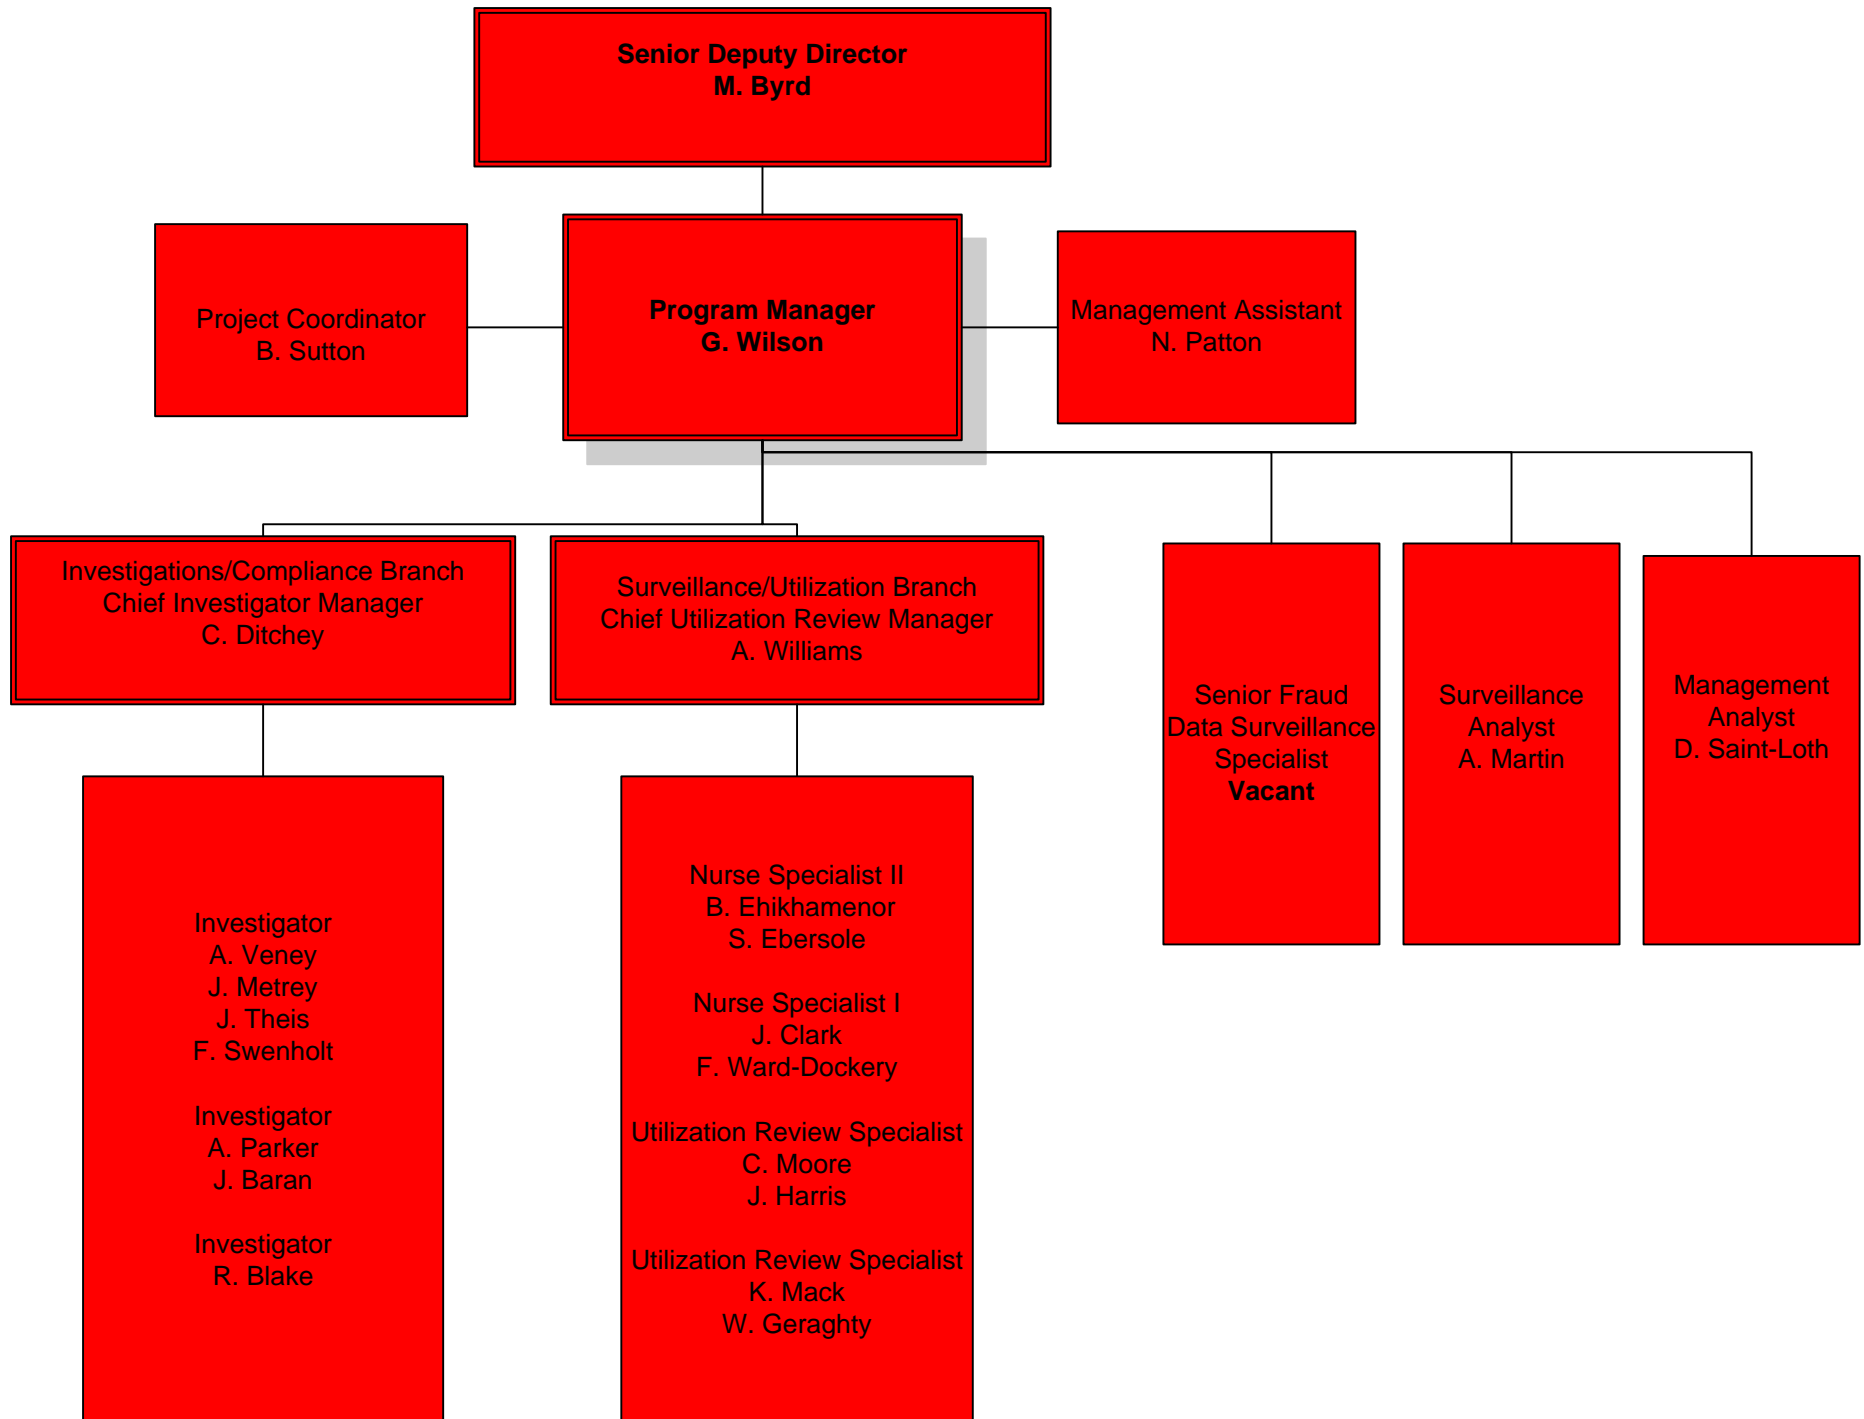 Senior Deputy Director
M. Byrd
Project Coordinator
B. Sutton
Program Manager
G. Wilson
Management Assistant
N. Patton
Investigations/Compliance Branch
Chief Investigator Manager
C. Ditchey
Surveillance/Utilization Branch
Chief Utilization Review Manager
A. Williams
Senior Fraud
Data Surveillance
Specialist
Vacant
Surveillance
Analyst
A. Martin
Management
Analyst
D. Saint-Loth
Investigator
A. Veney
J. Metrey
J. Theis
F. Swenholt
Investigator
A. Parker
J. Baran
Investigator
R. Blake
Nurse Specialist II
B. Ehikhamenor
S. Ebersole
Nurse Specialist I
J. Clark
F. Ward-Dockery
Utilization Review Specialist
C. Moore
J. Harris
Utilization Review Specialist
K. Mack
W. Geraghty